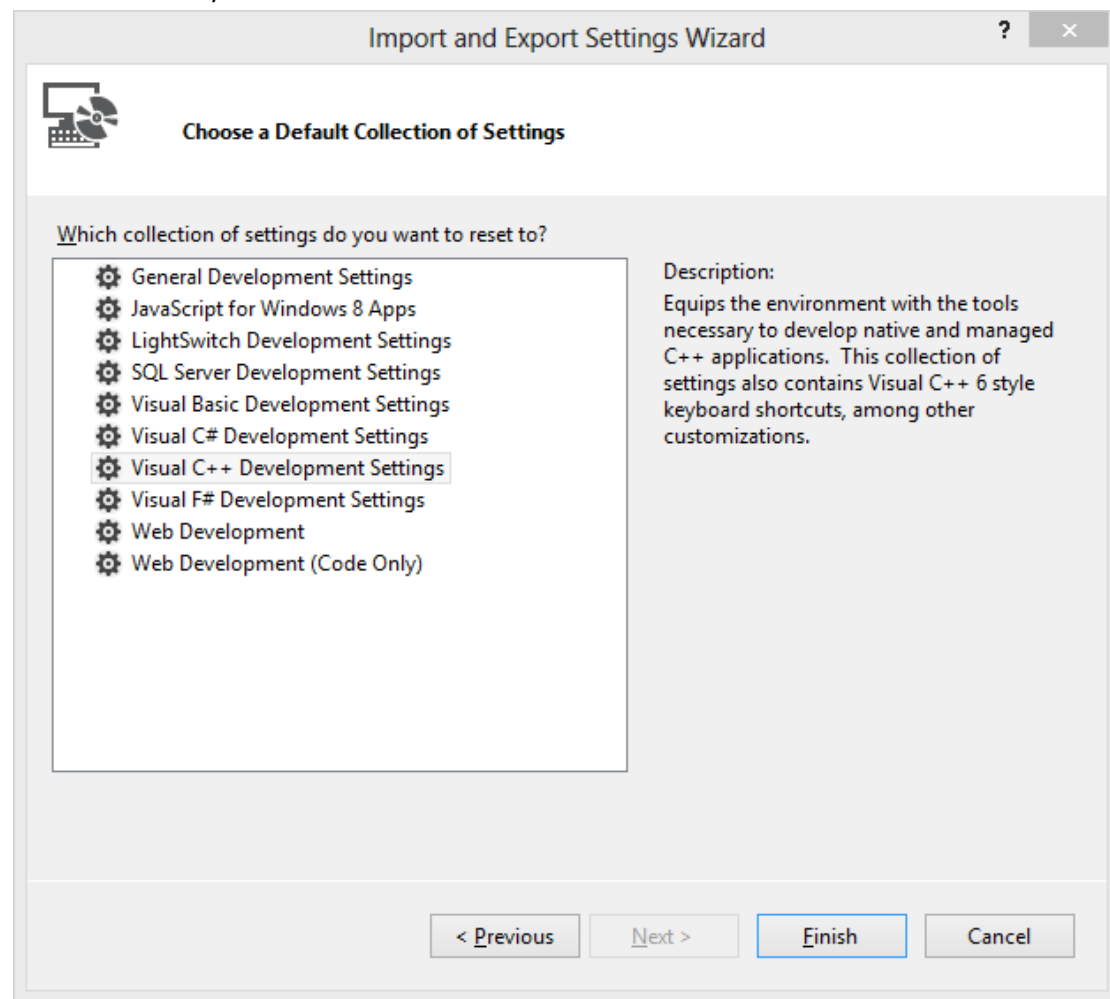 Import and Export Settings Wizard
?
Choose a Default Collection of Settings
Which collection of settings do you want to reset to?
General Development Settings
JavaScript for Windows 8 Apps
LightSwitch Development Settings
SQL Server Development Settings
Visual Basic Development Settings
Visual C# Development Settings
Visual C++ Development Settings
Visual F# Development Settings
Web Development
Web Development (Code Only)
Description:
Equips the environment with the tools
necessary to develop native and managed
C++ applications.  This collection of
settings also contains Visual C++ 6 style
keyboard shortcuts, among other
customizations.
< Previous
Next >
Finish
Cancel